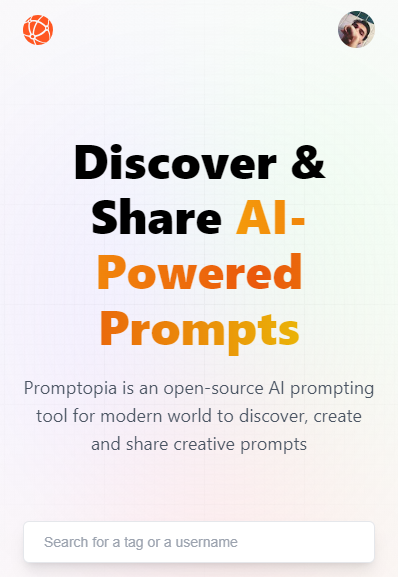 Discover &
Share AI-
Powered
Prompts
Promptopia is an open-source AI prompting
tool for modern world to discover, create
and share creative prompts
Search for a tag or a username